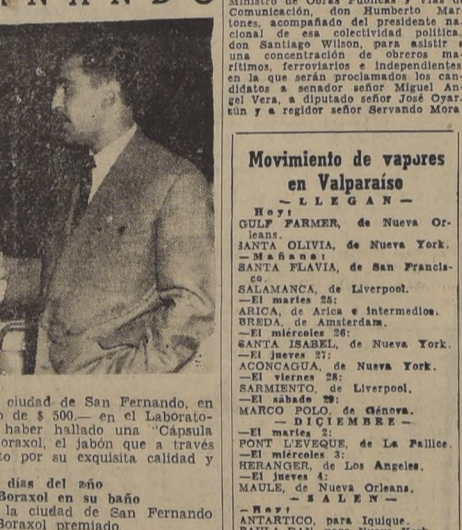 N A N D O
Ministro de Obras Públicas y Vías de
Comunicación, don Humberto Mar
tones, acompañado del presidente na
cional de esa colectividad política,
don Santiago Wilson, para asistir a
una concentración de obreros ma-
rítimos, ferroviarios e independientes
en la que serán proclamados los can
didatos a senador señor Miguel An
gel Vera, a diputado señor José Oyar
zún y a regidor señor Servando Mora
Movimiento de vapores
en Valparaíso
— L L E G A N —
Hoy:
GULF FARMER, de Nueva Or-
leans.
SANTA OLIVIA, de Nueva York.
—Mañana:
SANTA FLAVIA, de San Francis-
co.
SALAMANCA, de Liverpool.
—El martes 25:
ARICA, de Arica e intermedios.
BREDA, de Amsterdam.
—El miércoles 26:
SANTA ISABEL, de Nueva York.
—El jueves 27:
ACONCAGUA, de Nueva York.
—El viernes 28:
SARMIENTO, de Liverpool.
—El sábado 29:
MARCO POLO, de Génova.
— DICIEMBRE —
—El martes 2:
PONT L'EVEQUE, de La Pallice.
—El miércoles 3:
HERANGER, de Los Angeles.
—El jueves 4:
MAULE, de Nueva Orleans.
— S A L E N —
—Hoy:
ANTARTICO, para Iquique.
ciudad de San Fernando, en
o de $ 500.— en el Laborato-
haber hallado una "Cápsula
oraxol, el jabón que a través
to por su exquisita calidad y
días del año
Boraxol en su baño
la ciudad de San Fernando
Boraxol premiado